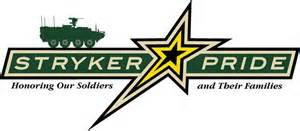 STRYKER PRIDE
Honoring Our Soldiers and Their Families